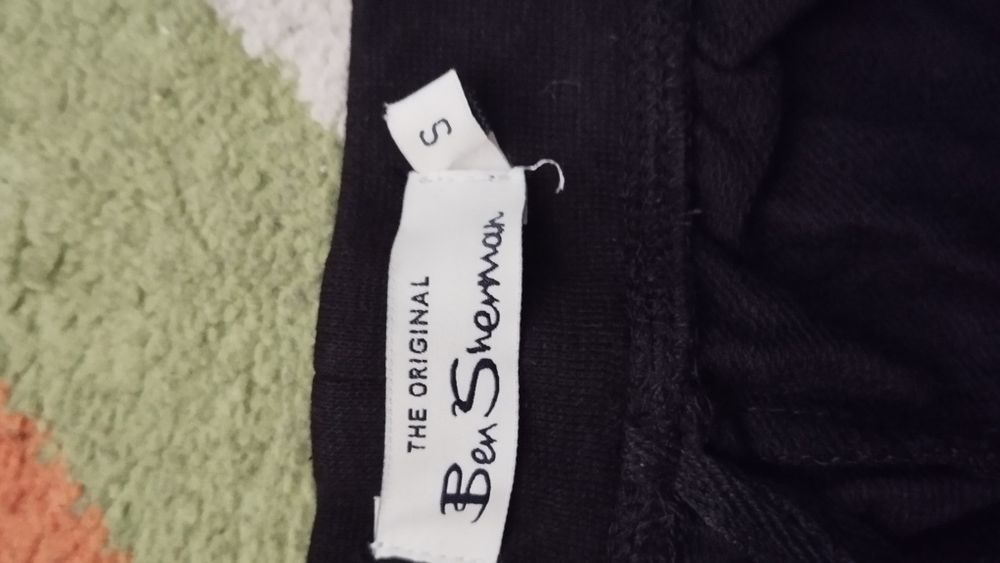 S
THE ORIGINAL
Ben Sherman